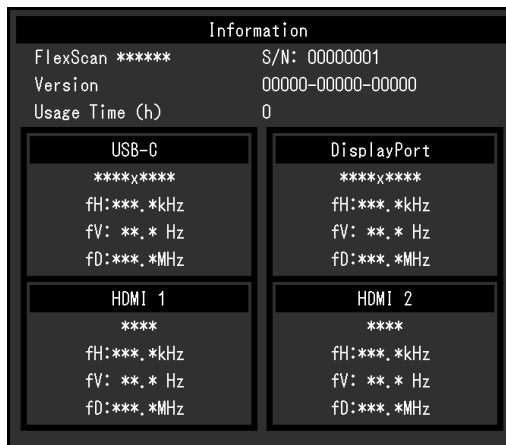 Information
FlexScan ****** S/N: 00000001
Version 00000-00000-00000
Usage Time (h) 0
USB-C DisplayPort
****x**** ****x****
fH:***.*kHz fH:***.*kHz
fV: **.* Hz fV: **.* Hz
fD:***.*MHz fD:***.*MHz
HDMI 1 HDMI 2
**** ****
fH:***.*kHz fH:***.*kHz
fV: **.* Hz fV: **.* Hz
fD:***.*MHz fD:***.*MHz